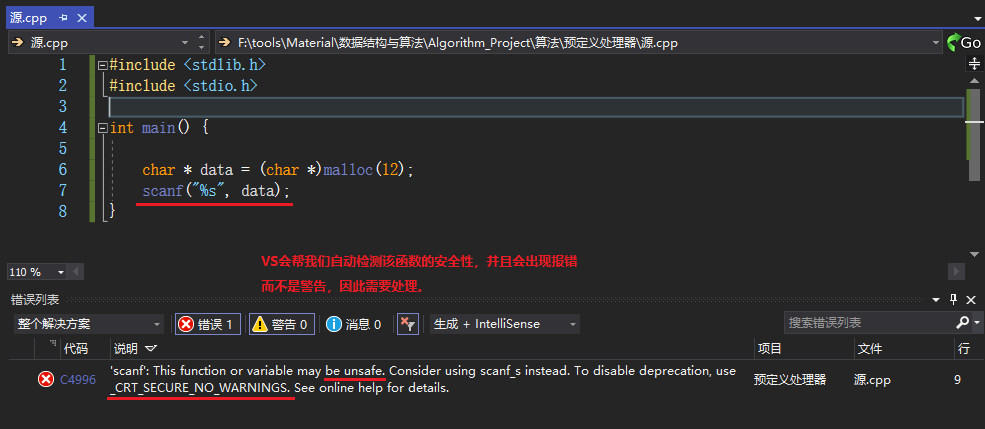 源.cpp
源.cpp
F:\tools\Material\数据结构与算法\Algorithm_Project\算法\预定义处理器\源.cpp
Go
1 #include <stdlib.h>
2 #include <stdio.h>
3
4 int main() {
5
6 char * data = (char *)malloc(12);
7 scanf("%s", data);
8 }
VS会帮我们自动检测该函数的安全性，并且会出现报错
而不是警告，因此需要处理。
110 %
错误列表
整个解决方案 错误 1 警告 0 消息 0 生成 + IntelliSense 搜索错误列表
代码 说明 项目 文件 行
C4996 'scanf': This function or variable may be unsafe. Consider using scanf_s instead. To disable deprecation, use 预定义处理器 源.cpp 9
_CRT_SECURE_NO_WARNINGS. See online help for details.